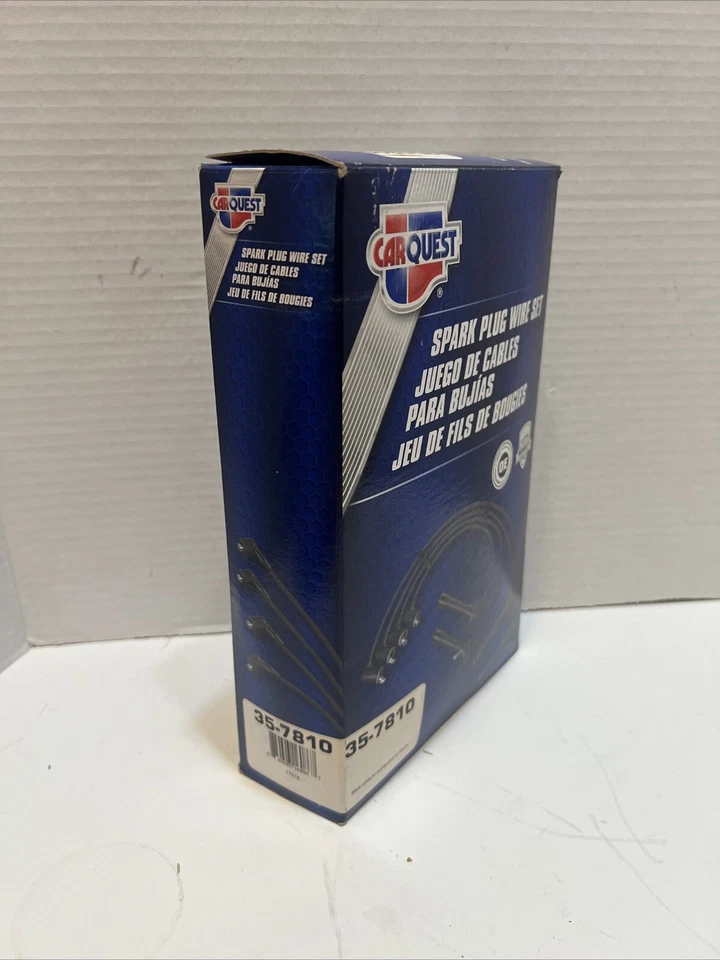 CARQUEST
SPARK PLUG WIRE SET
JUEGO DE CABLES
PARA BUJÍAS
JEU DE FILS DE BOUGIES
35-7810
CARQUEST
®
SPARK PLUG WIRE SET
JUEGO DE CABLES
PARA BUJÍAS
JEU DE FILS DE BOUGIES
OE
35-7810